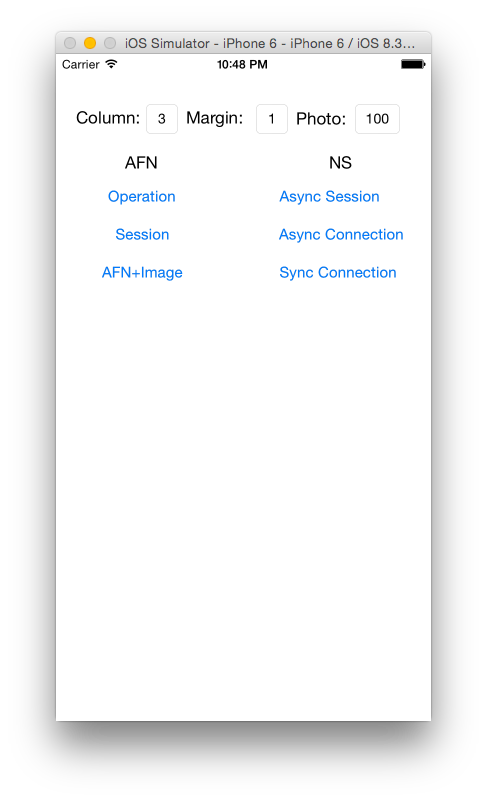 iOS Simulator - iPhone 6 - iPhone 6 / iOS 8.3...
Carrier 10:48 PM
Column: 3 Margin: 1 Photo: 100
AFN NS
Operation Async Session
Session Async Connection
AFN+Image Sync Connection